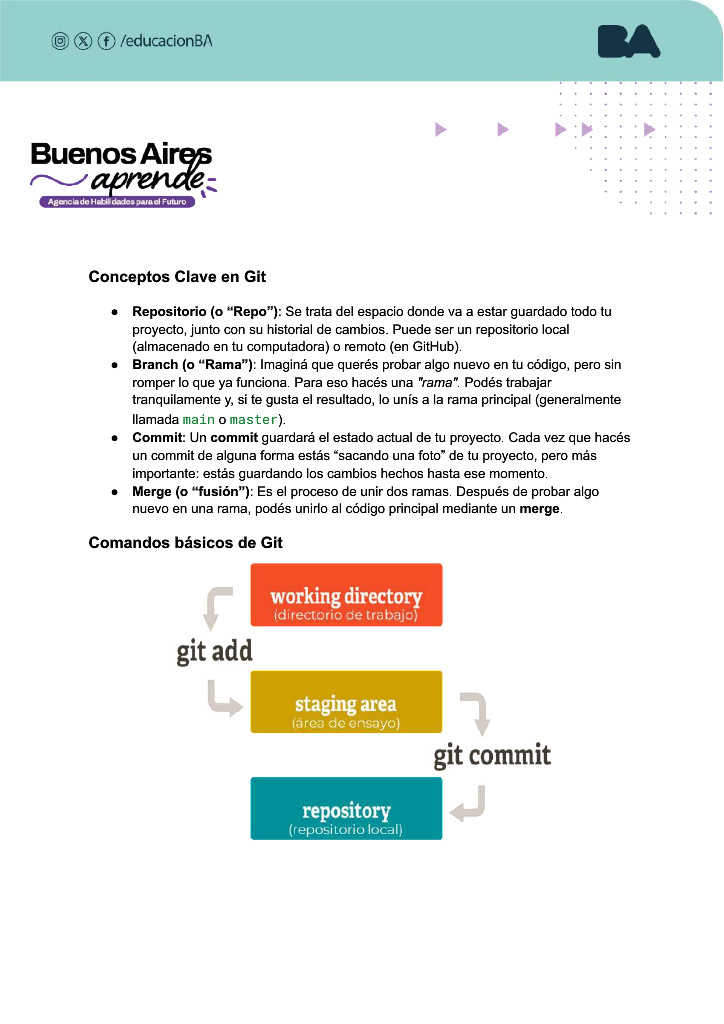 /educacionBA
BA
Buenos Aires
aprende
Agencia de Habilidades para el Futuro
Conceptos Clave en Git
● Repositorio (o “Repo”): Se trata del espacio donde va a estar guardado todo tu
proyecto, junto con su historial de cambios. Puede ser un repositorio local
(almacenado en tu computadora) o remoto (en GitHub).
● Branch (o “Rama”): Imaginá que querés probar algo nuevo en tu código, pero sin
romper lo que ya funciona. Para eso hacés una "rama". Podés trabajar
tranquilamente y, si te gusta el resultado, lo unís a la rama principal (generalmente
llamada main o master).
● Commit: Un commit guardará el estado actual de tu proyecto. Cada vez que hacés
un commit de alguna forma estás “sacando una foto” de tu proyecto, pero más
importante: estás guardando los cambios hechos hasta ese momento.
● Merge (o “fusión”): Es el proceso de unir dos ramas. Después de probar algo
nuevo en una rama, podés unirlo al código principal mediante un merge.
Comandos básicos de Git
working directory
(directorio de trabajo)
git add
staging area
(área de ensayo)
git commit
repository
(repositorio local)